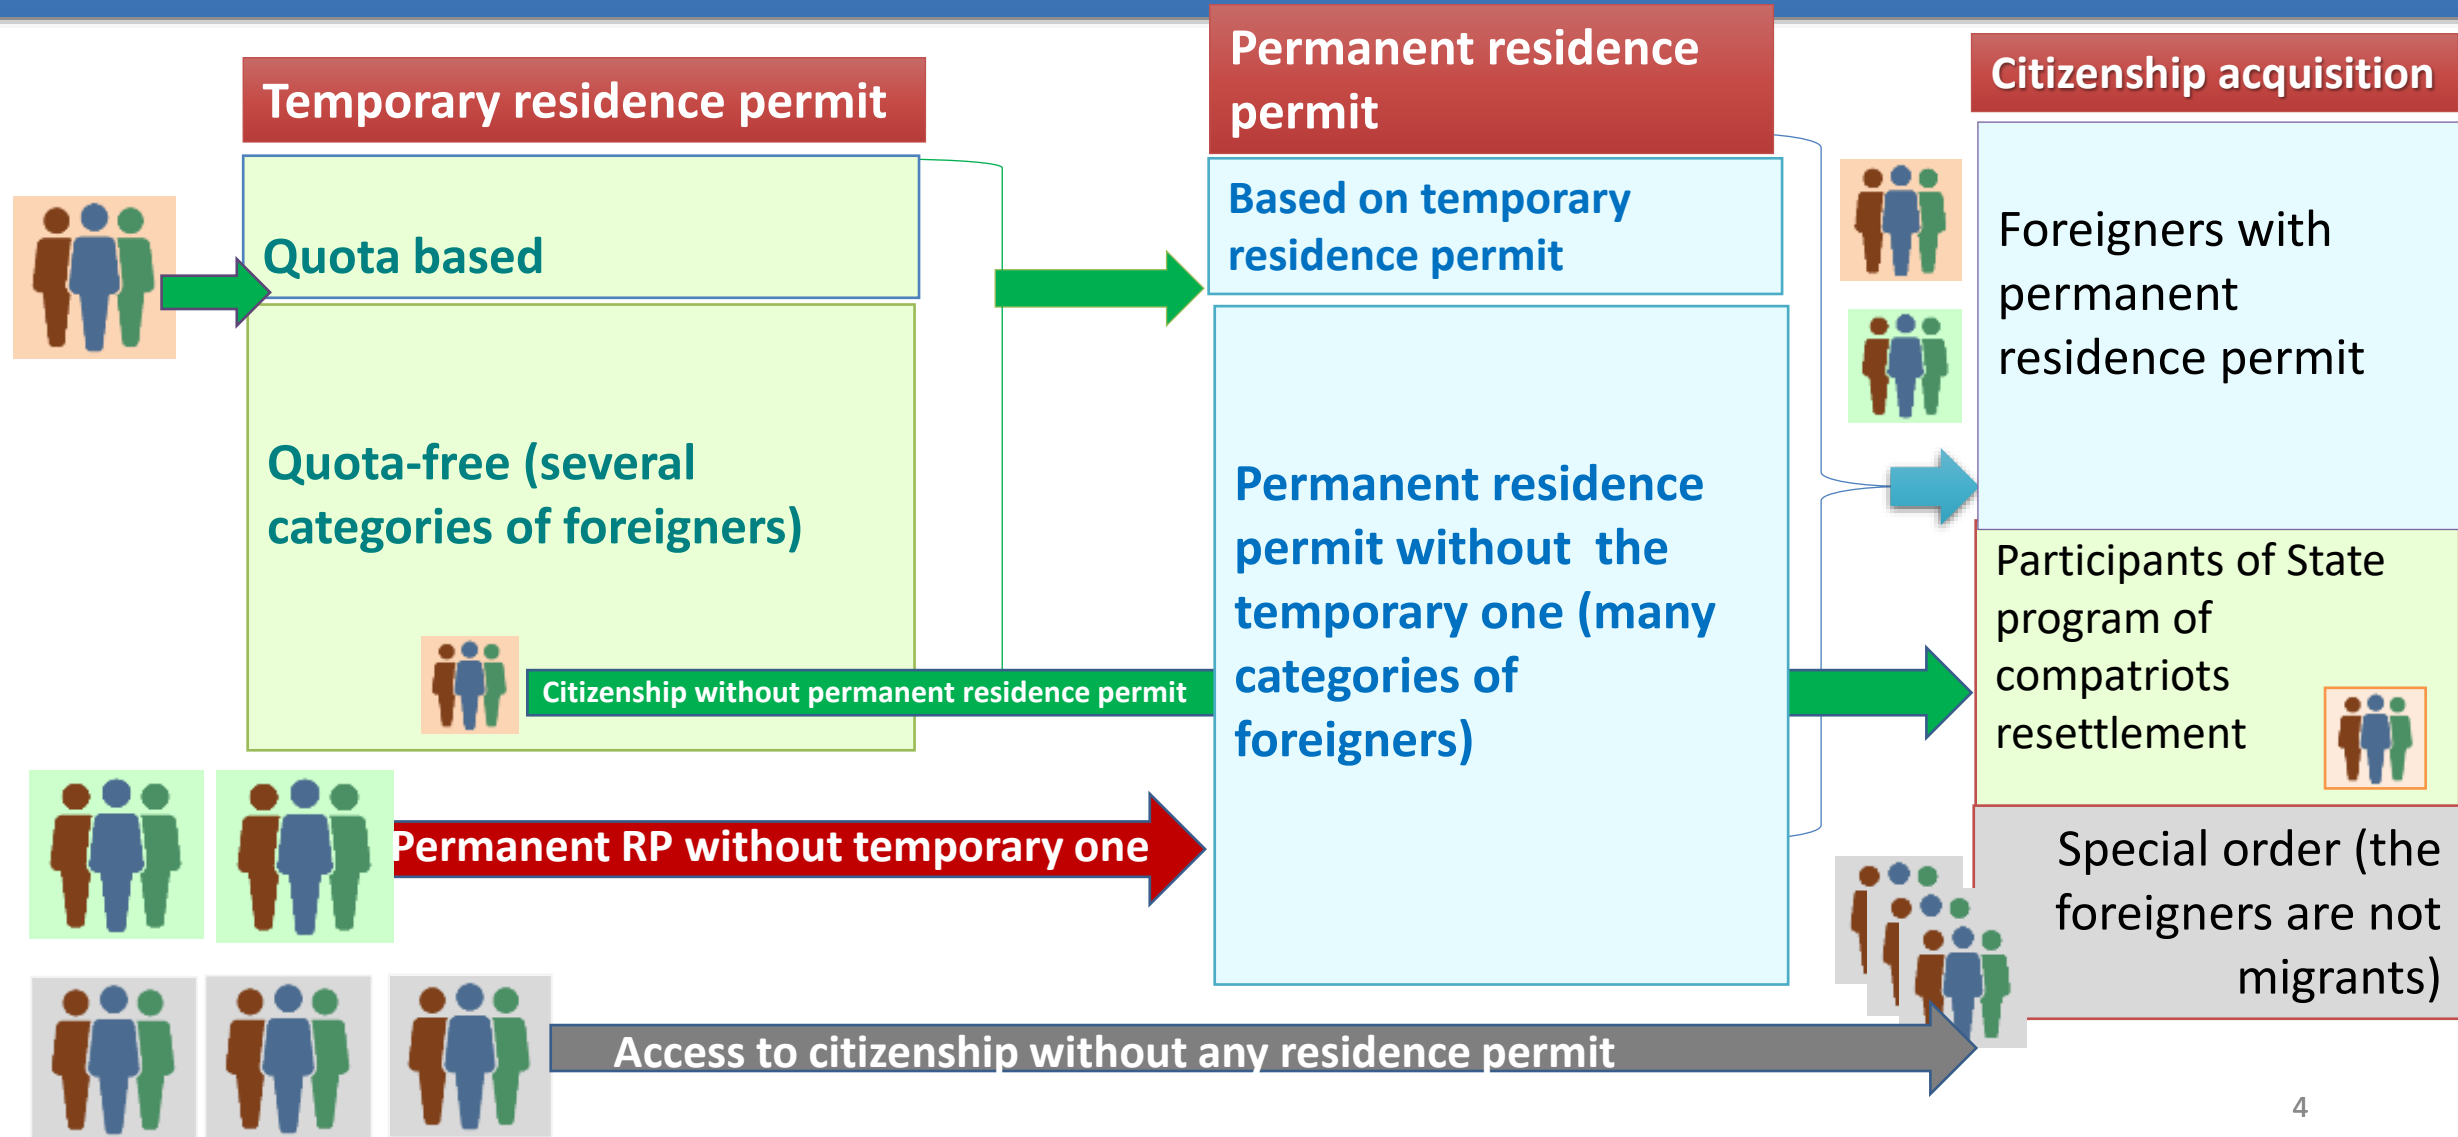 Temporary residence permit
Quota based
Quota-free (several
categories of foreigners)
Citizenship without permanent residence permit
Permanent RP without temporary one
Access to citizenship without any residence permit
Permanent residence
permit
Based on temporary
residence permit
Permanent residence
permit without the
temporary one (many
categories of
foreigners)
Citizenship acquisition
Foreigners with
permanent
residence permit
Participants of State
program of
compatriots
resettlement
Special order (the
foreigners are not
migrants)
4